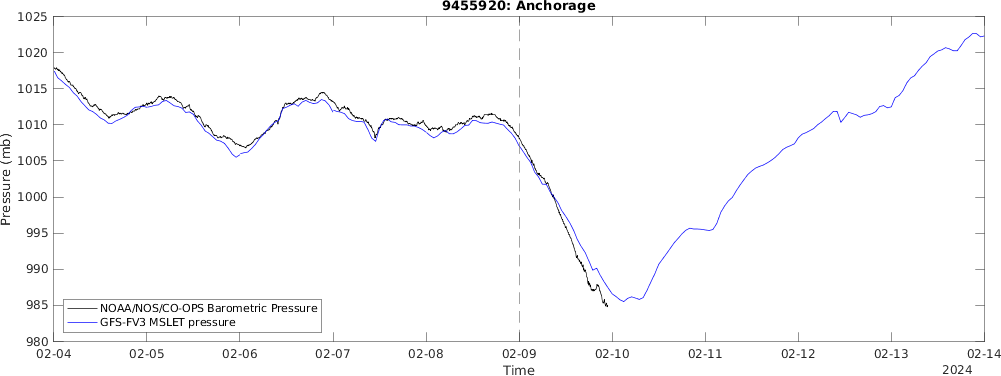 9455920: Anchorage
Pressure (mb)
1025
1020
1015
1010
1005
1000
995
990
985
980
NOAA/NOS/CO-OPS Barometric Pressure
GFS-FV3 MSLET pressure
02-04 02-05 02-06 02-07 02-08 02-09 02-10 02-11 02-12 02-13 02-14
Time
2024